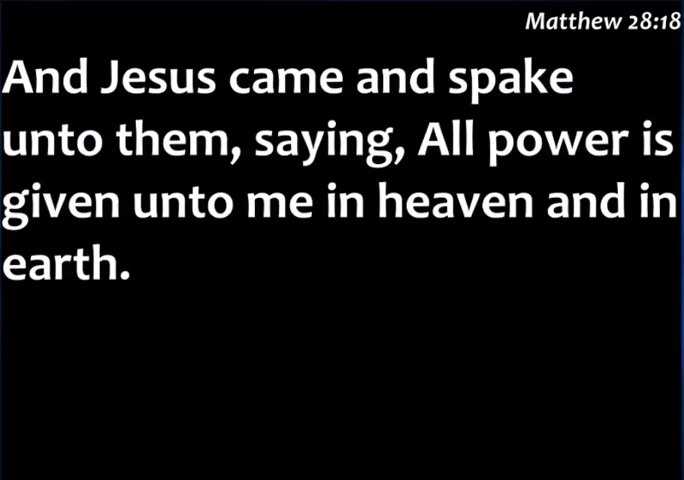 Matthew 28:18
And Jesus came and spake
unto them, saying, All power is
given unto me in heaven and in
earth.